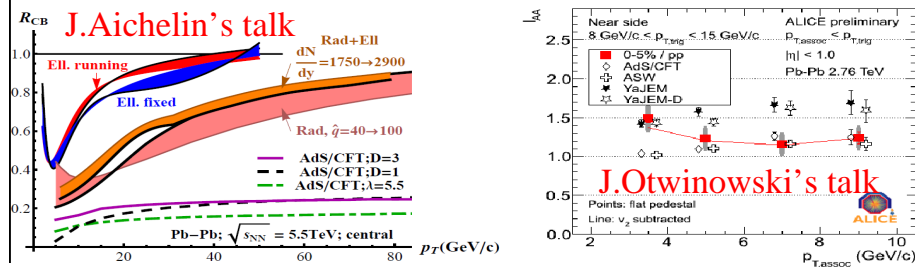 J.Aichelin's talk
R_CB
1.0
0.8
0.6
0.4
0.2
Ell. running
Ell. fixed
Rad+Ell
dN/dy =1750→2900
Rad, q̂=40→100
AdS/CFT;D=3
AdS/CFT;D=1
AdS/CFT;λ=5.5
Pb−Pb; √s_NN = 5.5TeV; central
20 40 60 80
p_T(GeV/c)
I_AA
Near side
ALICE preliminary
8 GeV/c < p_T,trig < 15 GeV/c
p_T,assoc < p_T,trig
0-5% / pp
|η| < 1.0
AdS/CFT
Pb-Pb 2.76 TeV
ASW
YaJEM
YaJEM-D
2.5
2.0
1.5
1.0
0.5
0.0
J.Otwinowski's talk
Points: flat pedestal
Line: v_2 subtracted
ALICE
2 4 6 8 10
p_T,assoc (GeV/c)